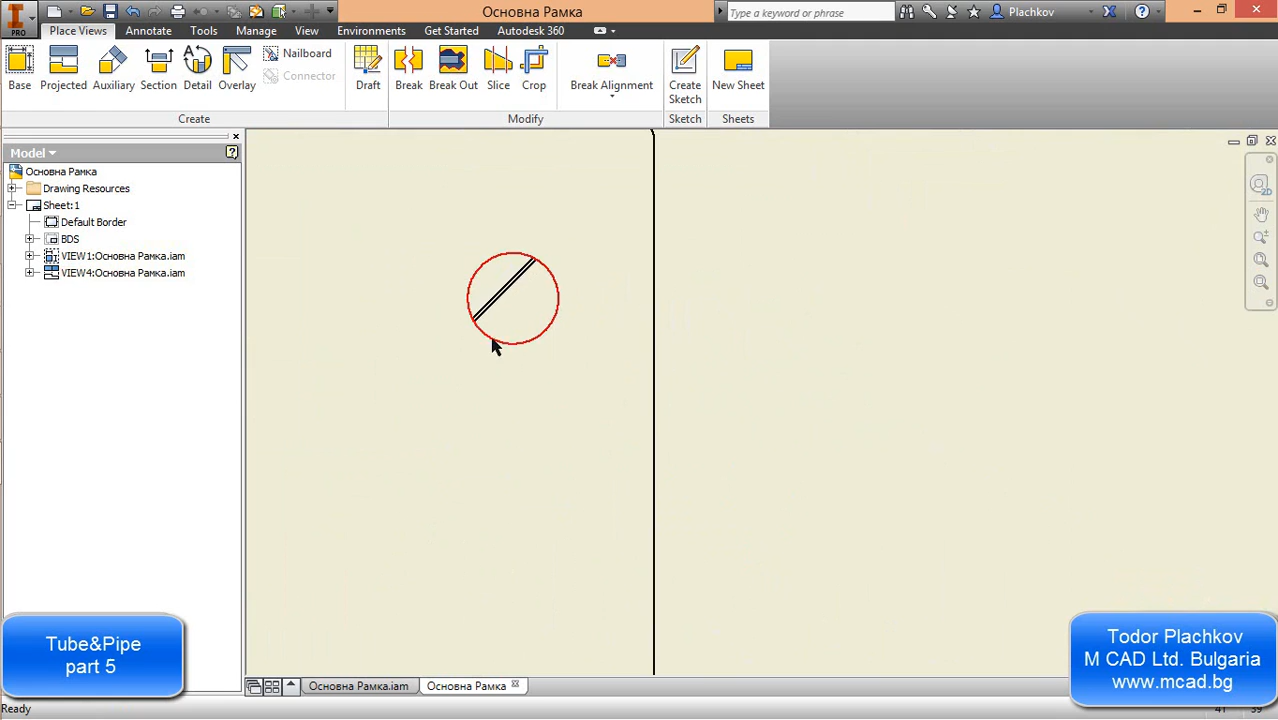 PRO
Основна Рамка
Type a keyword or phrase
Plachkov
Place Views
Annotate
Tools
Manage
View
Environments
Get Started
Autodesk 360
Base
Projected
Auxiliary
Section
Detail
Overlay
Nailboard
Connector
Draft
Break
Break Out
Slice
Crop
Break Alignment
Create
Sketch
New Sheet
Create
Modify
Sketch
Sheets
Model
Основна Рамка
Drawing Resources
Sheet:1
Default Border
BDS
VIEW1:Основна Рамка.iam
VIEW4:Основна Рамка.iam
2D
Tube&Pipe
part 5
Todor Plachkov
M CAD Ltd. Bulgaria
www.mcad.bg
Основна Рамка.iam
Основна Рамка
Ready